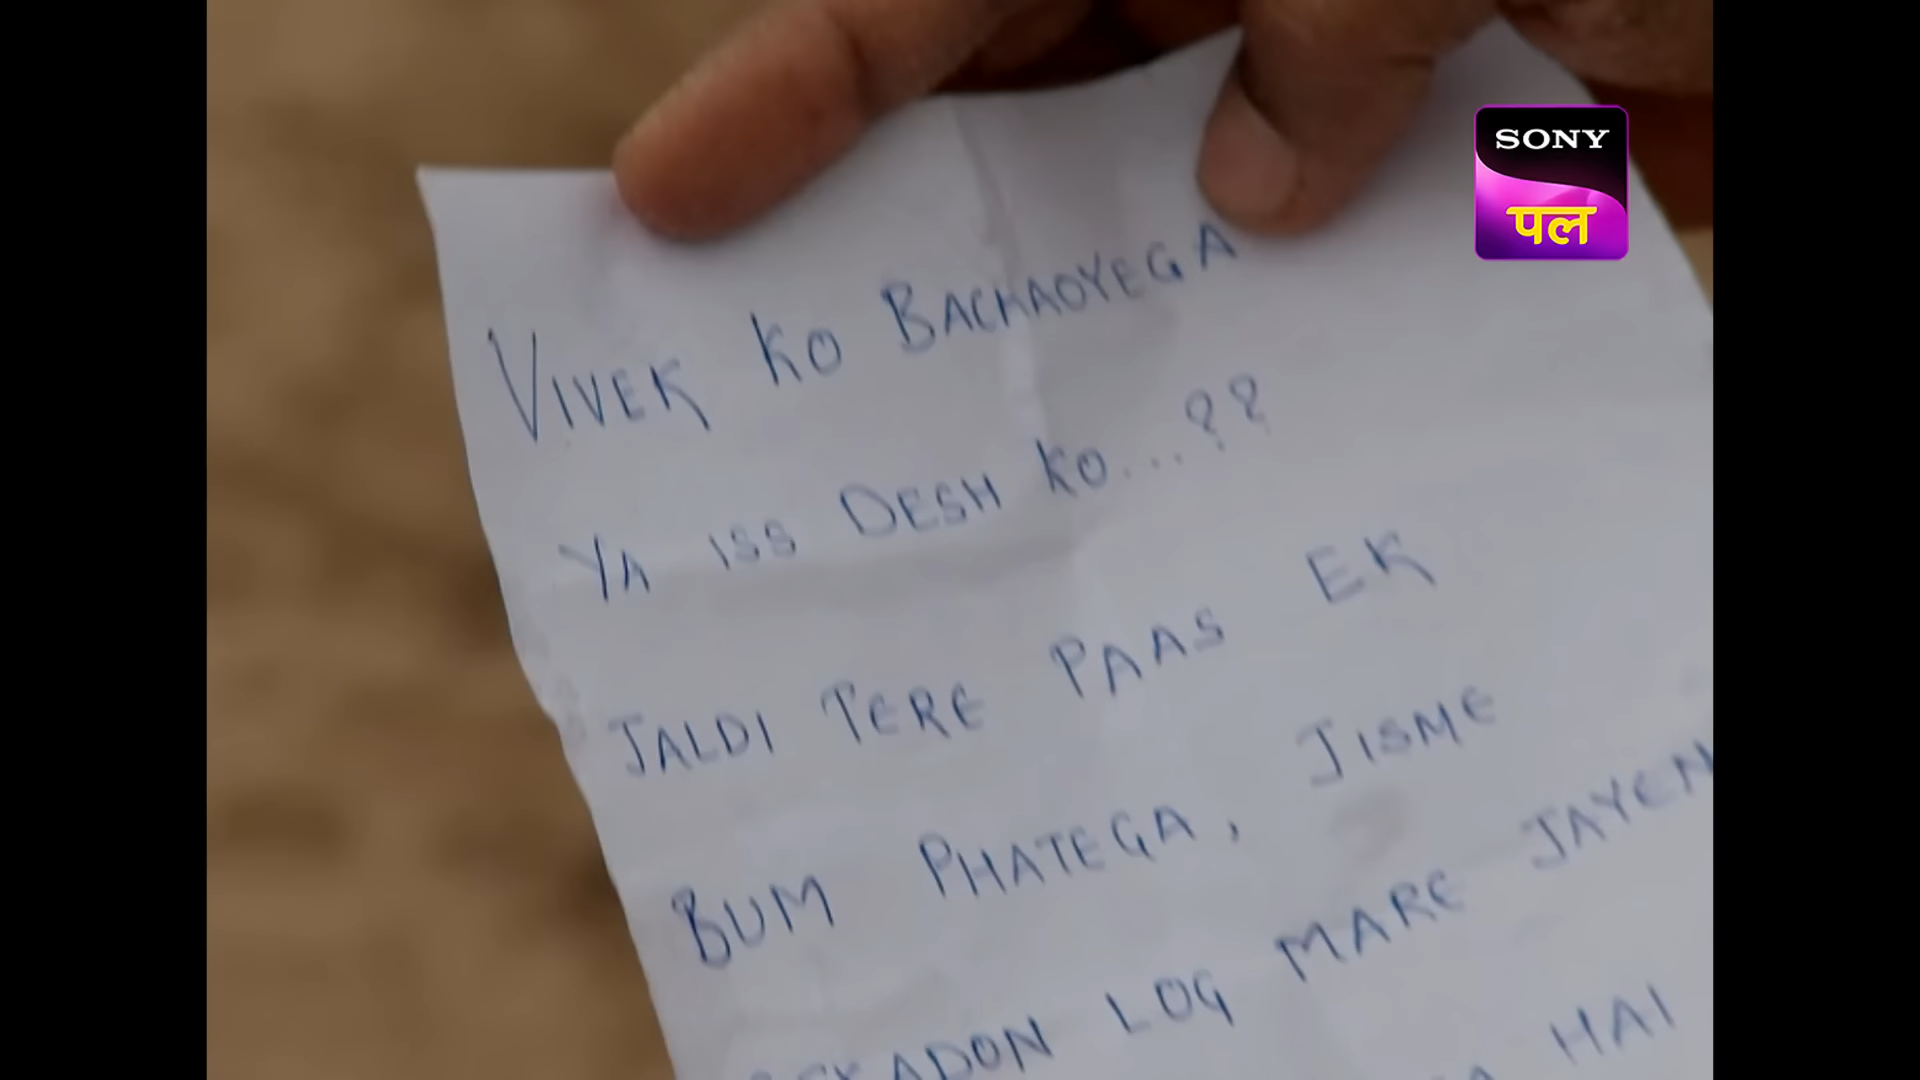 SONY
पल
VIVEK KO BACHAOYEGA
YA ISS DESH KO...??
JALDI TERE PAAS EK
BUM PHATEGA, JISME
LOG MARE
HAI